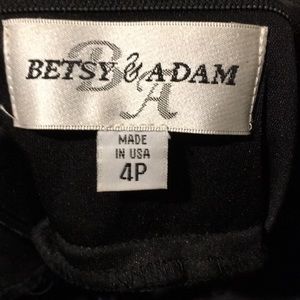 BETSY & ADAM
B
A
MADE
IN USA
4P